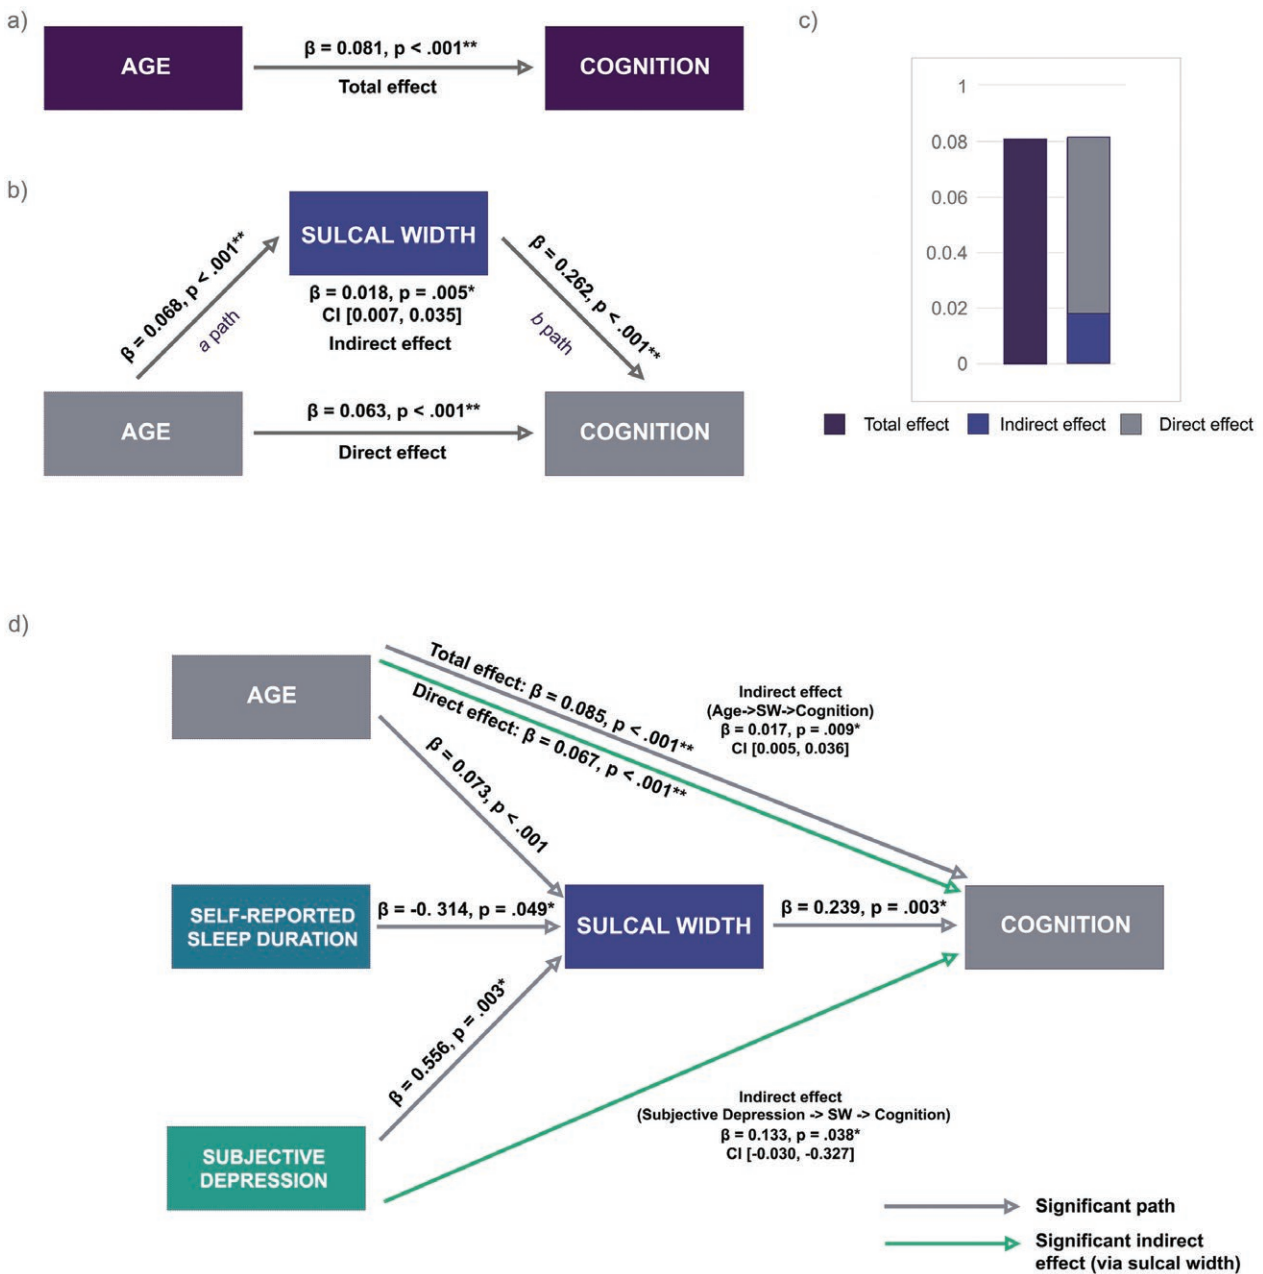 a)
AGE
β = 0.081, p < .001**
Total effect
COGNITION
b)
SULCAL WIDTH
β = 0.018, p = .005*
CI [0.007, 0.035]
Indirect effect
β = 0.068, p < .001**
a path
β = 0.262, p < .001**
b path
AGE
β = 0.063, p < .001**
Direct effect
COGNITION
c)
1
0.08
0.06
0.0.4
0.02
0
Total effect
Indirect effect
Direct effect
d)
AGE
Total effect: β = 0.085, p < .001**
Direct effect: β = 0.067, p < .001**
Indirect effect
(Age->SW->Cognition)
β = 0.017, p = .009*
CI [0.005, 0.036]
β = 0.073, p < .001
SELF-REPORTED
SLEEP DURATION
β = -0. 314, p = .049*
SULCAL WIDTH
β = 0.239, p = .003*
COGNITION
β = 0.556, p = .003*
SUBJECTIVE
DEPRESSION
Indirect effect
(Subjective Depression -> SW -> Cognition)
β = 0.133, p = .038*
CI [-0.030, -0.327]
Significant path
Significant indirect
effect (via sulcal width)